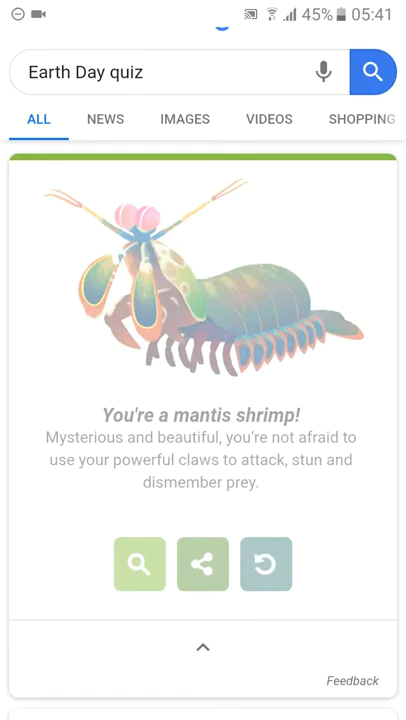 45% 05:41
Earth Day quiz
ALL NEWS IMAGES VIDEOS SHOPPING
You're a mantis shrimp!
Mysterious and beautiful, you're not afraid to
use your powerful claws to attack, stun and
dismember prey.
Feedback